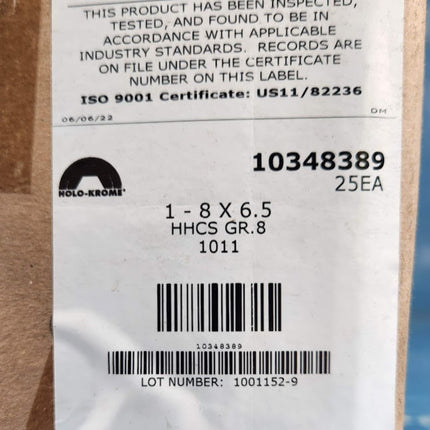 THIS PRODUCT HAS BEEN INSPECTED,
TESTED, AND FOUND TO BE IN
ACCORDANCE WITH APPLICABLE
INDUSTRY STANDARDS. RECORDS ARE
ON FILE UNDER THE CERTIFICATE
NUMBER ON THIS LABEL.
ISO 9001 Certificate: US11/82236
06/06/22 DM
HOLO-KROME
10348389
25EA
1 - 8 X 6.5
HHCS GR.8
1011
10348389
LOT NUMBER: 1001152-9